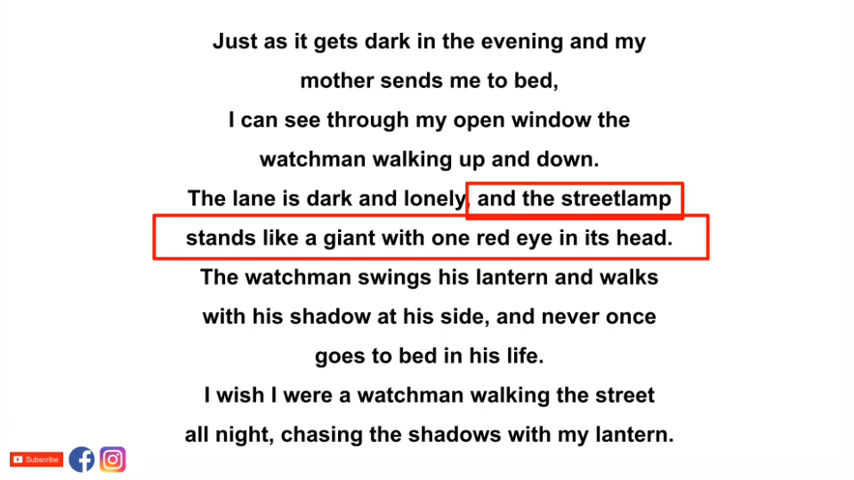 Just as it gets dark in the evening and my
mother sends me to bed,
I can see through my open window the
watchman walking up and down.
The lane is dark and lonely, and the streetlamp
stands like a giant with one red eye in its head.
The watchman swings his lantern and walks
with his shadow at his side, and never once
goes to bed in his life.
I wish I were a watchman walking the street
all night, chasing the shadows with my lantern.
Subscribe